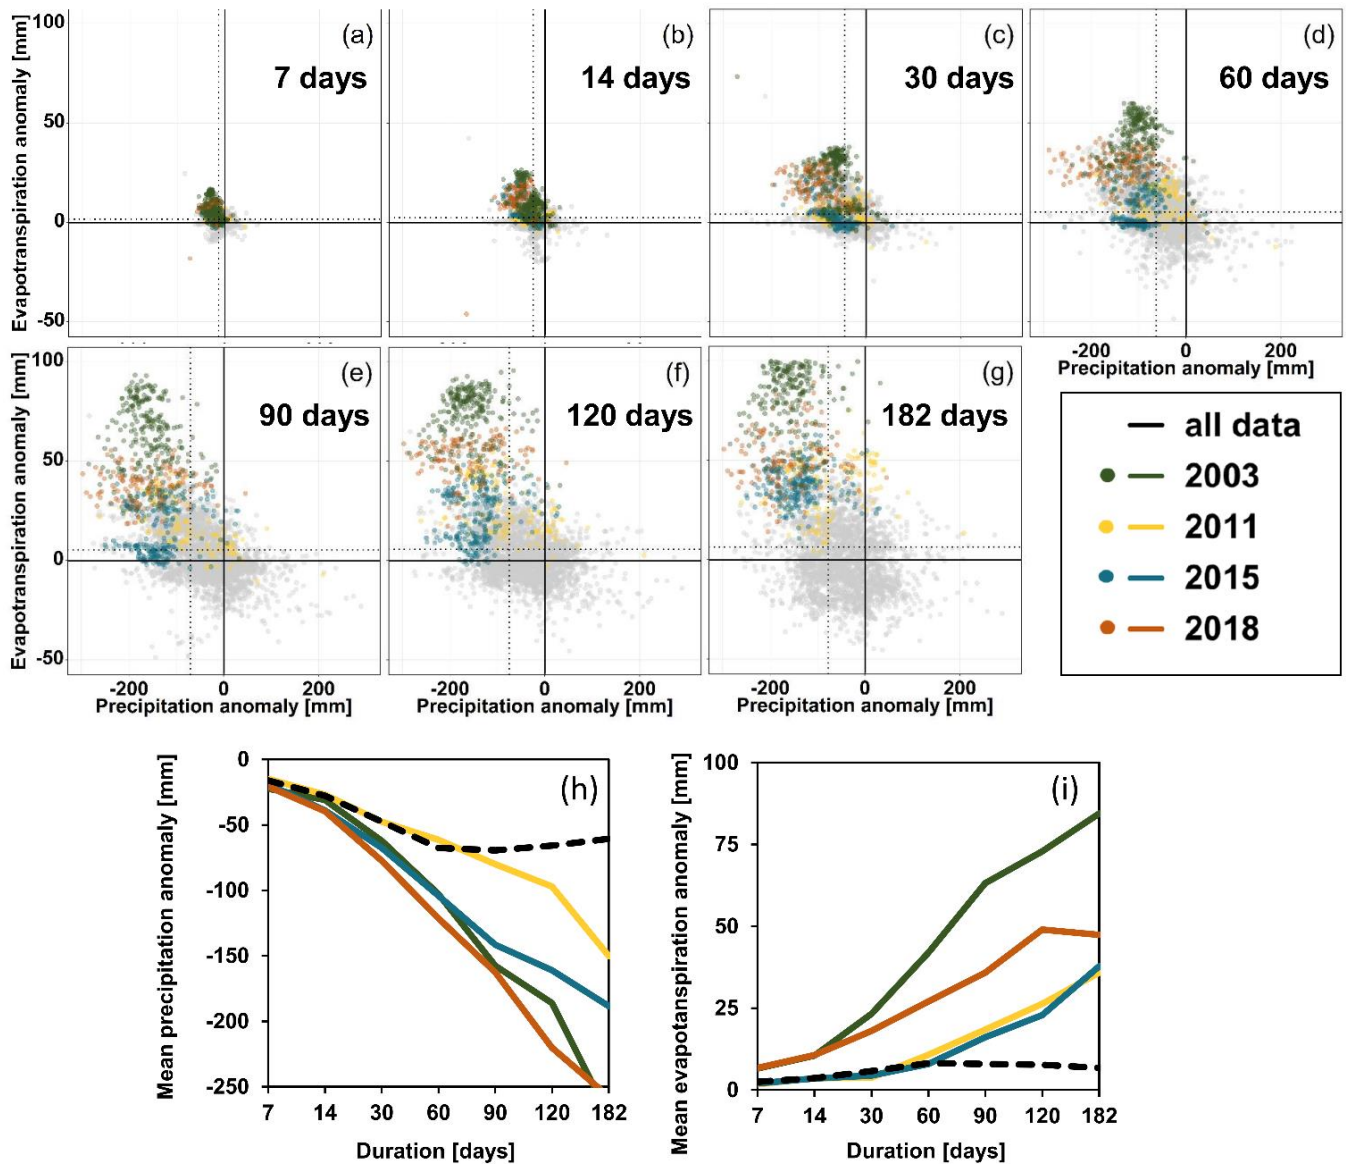 (a)
7 days
(b)
14 days
(c)
30 days
(d)
60 days
Evapotranspiration anomaly [mm]
100
50
0
-50
-200 0 200
Precipitation anomaly [mm]
(e)
90 days
(f)
120 days
(g)
182 days
Evapotranspiration anomaly [mm]
100
50
0
-50
-200 0 200
Precipitation anomaly [mm]
-200 0 200
Precipitation anomaly [mm]
-200 0 200
Precipitation anomaly [mm]
all data
2003
2011
2015
2018
(h)
Mean precipitation anomaly [mm]
0
-50
-100
-150
-200
-250
7 14 30 60 90 120 182
Duration [days]
(i)
Mean evapotanspiration anomaly [mm]
100
75
50
25
0
7 14 30 60 90 120 182
Duration [days]